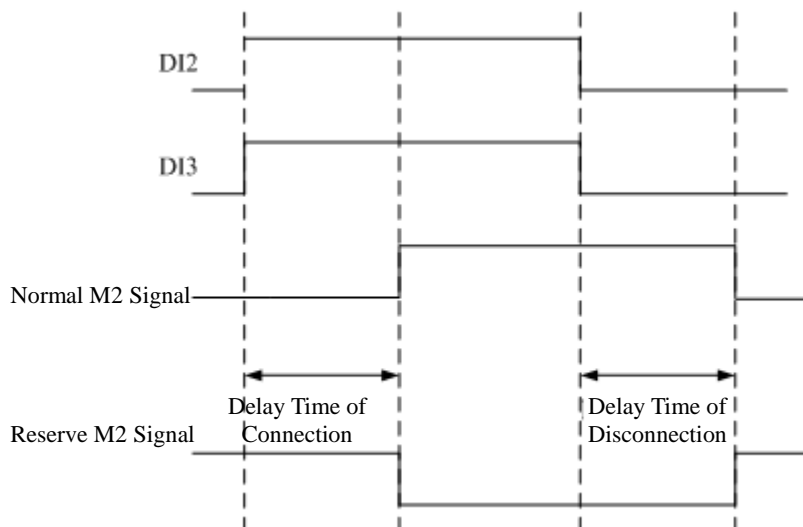 DI2
DI3
Normal M2 Signal
Delay Time of
Connection
Delay Time of
Disconnection
Reserve M2 Signal